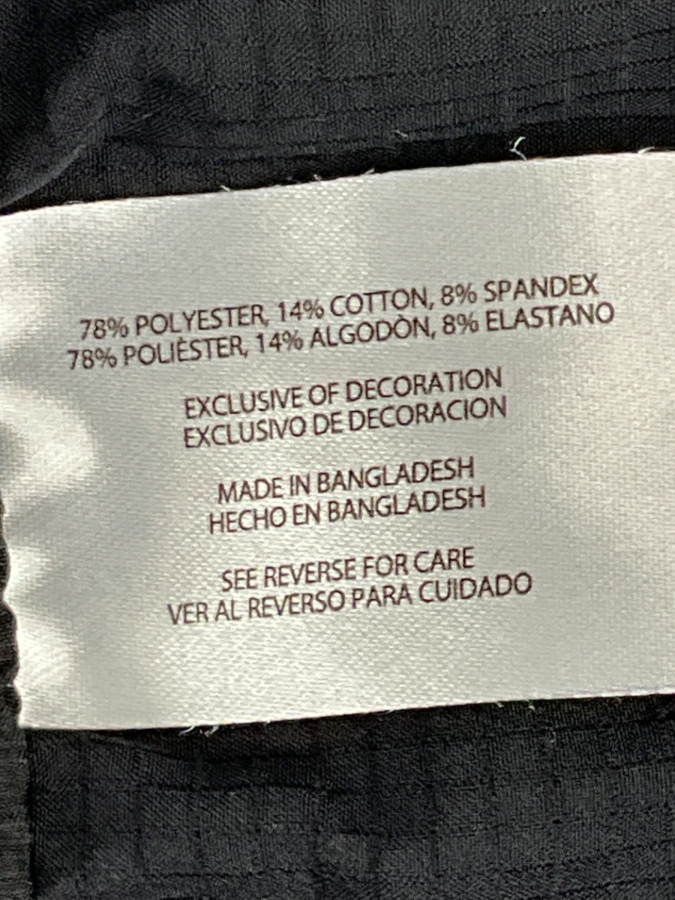 78% POLYESTER, 14% COTTON, 8% SPANDEX
78% POLIÈSTER, 14% ALGODÒN, 8% ELASTANO
EXCLUSIVE OF DECORATION
EXCLUSIVO DE DECORACION
MADE IN BANGLADESH
HECHO EN BANGLADESH
SEE REVERSE FOR CARE
VER AL REVERSO PARA CUIDADO